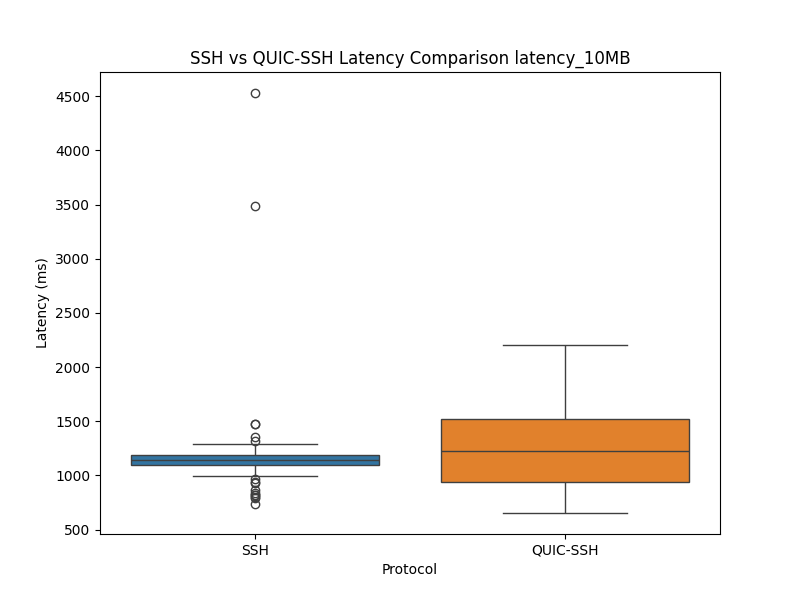 SSH vs QUIC-SSH Latency Comparison latency_10MB
4500
4000
3500
3000
2500
2000
1500
1000
500
Latency (ms)
SSH
QUIC-SSH
Protocol